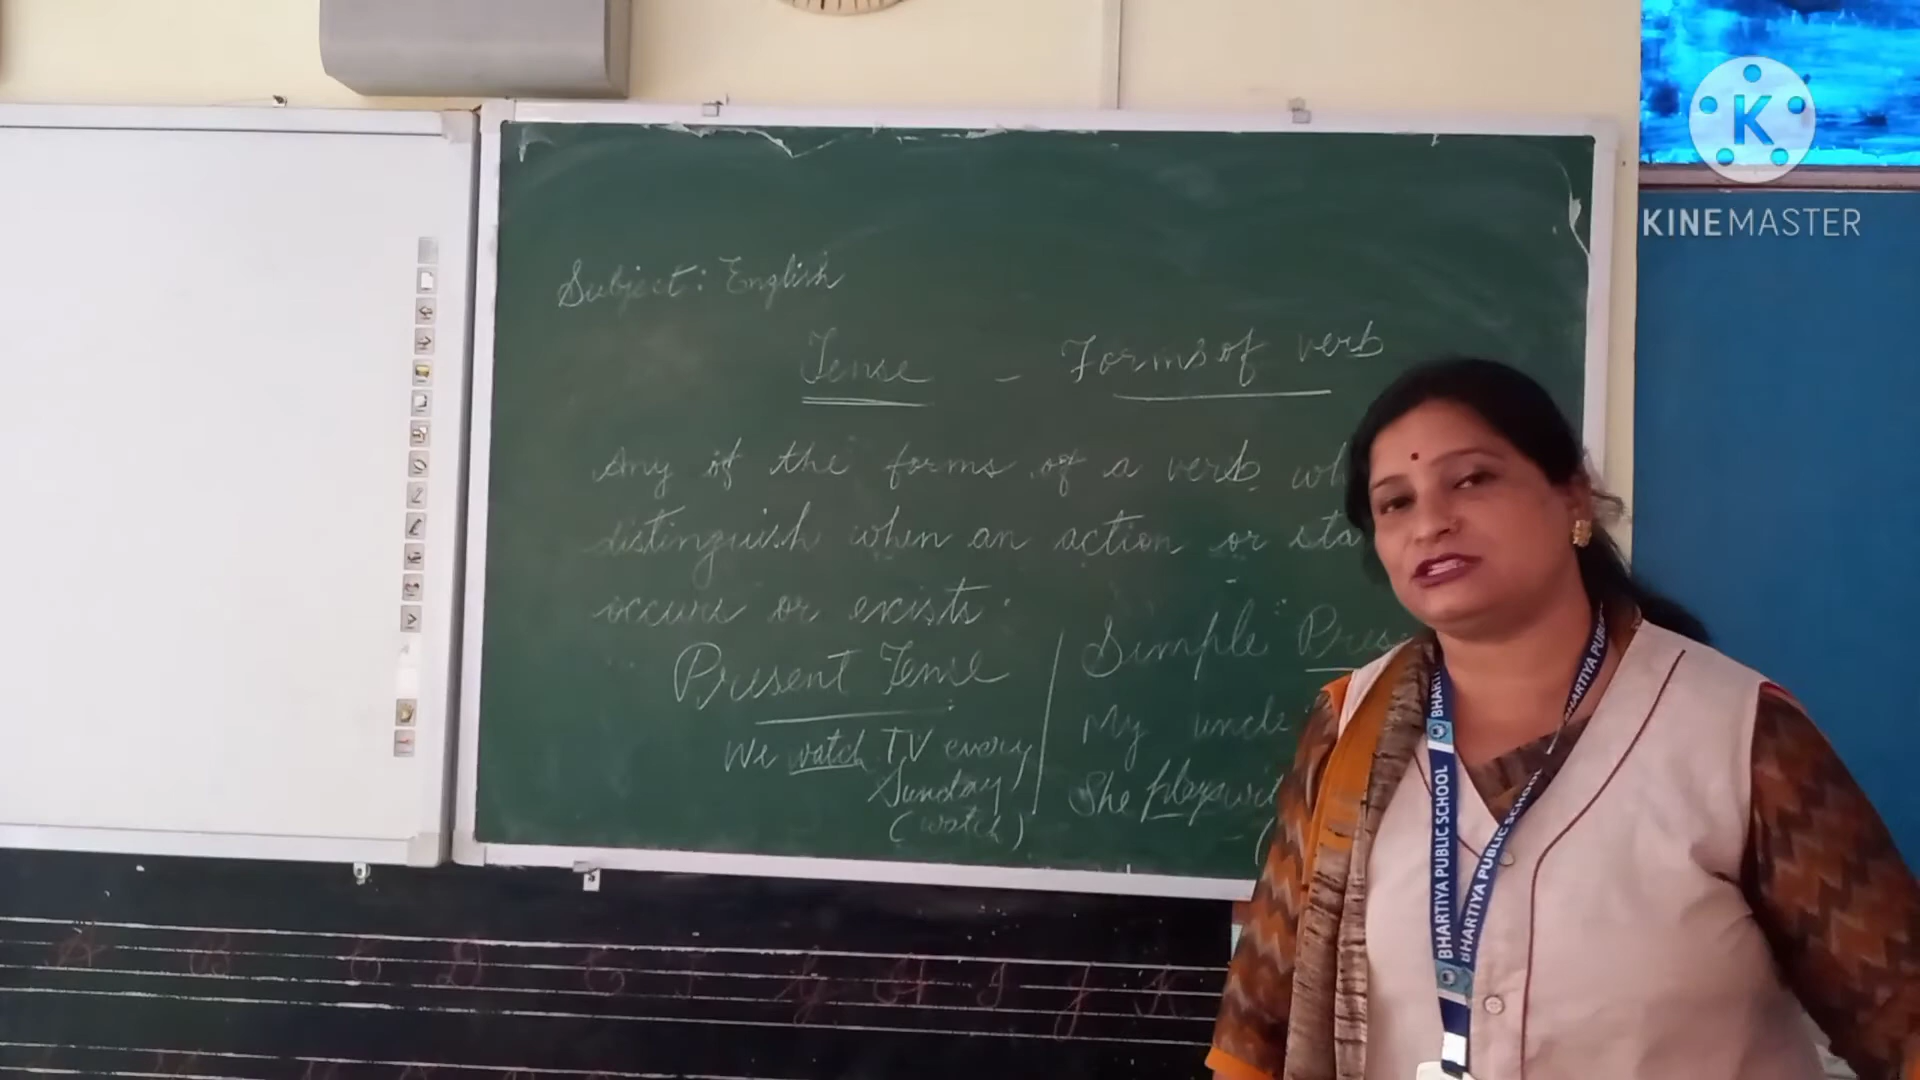 KINEMASTER
Subject: English
Tense - Forms of verb
Any of the forms of a verb
distinguish when an action or
occurs or exists.
Present Tense
We watch TV every
Sunday
(watch)
Simple
My uncle
She plays
BHARTIYA PUBLIC SCHOOL
BHARTIYA PUBLIC SCHOOL
A B C D E F G H I J K